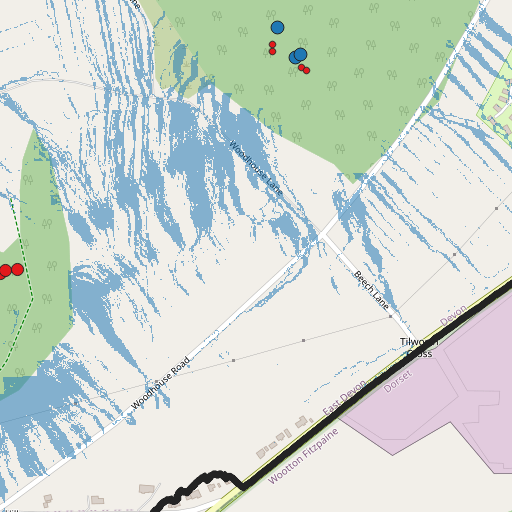 Woodhouse Lane
Beech Lane
Tilworth
Cross
Devon
Dorset
East Devon
Wootton Fitzpaine
Woodhouse Road